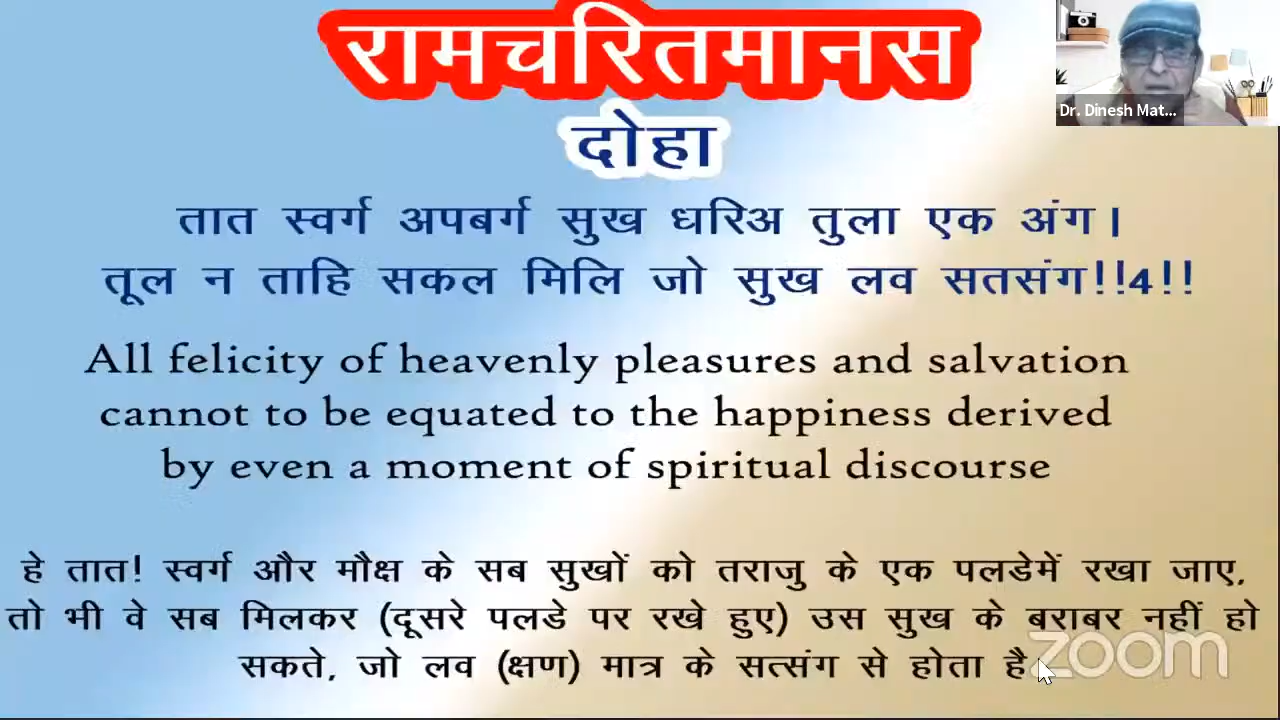 रामचरितमानस
दोहा
Dr. Dinesh Mat...
तात स्वर्ग अपबर्ग सुख धरिअ तुला एक अंग।
तूल न ताहि सकल मिलि जो सुख लव सतसंग!!4!!
All felicity of heavenly pleasures and salvation
cannot to be equated to the happiness derived
by even a moment of spiritual discourse
हे तात! स्वर्ग और मौक्ष के सब सुखों को तराजु के एक पलडेमें रखा जाए,
तो भी वे सब मिलकर (दूसरे पलडे पर रखे हुए) उस सुख के बराबर नहीं हो
सकते, जो लव (क्षण) मात्र के सत्संग से होता है
zoom